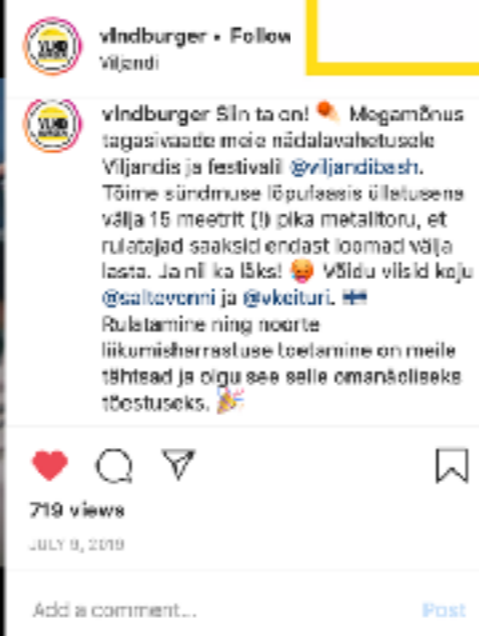 vlndburger • Follow
Viljandi
vlndburger Siin ta on! Megamõnus
tagasivaade meie nädalavahetusele
Viljandis ja festivalil @viljandibash.
Tõime sündmuse lõpufaasis üllatusena
välja 15 meetrit (!) pika metalltoru, et
rulatajad saaksid endast loomad välja
lasta. Ja nii ka läks! Võidu viisid koju
@saltevenni ja @vkeituri.
Rulatamine ning noorte
liikumisharrastuse toetamine on meile
tähtsad ja olgu see selle omanäoliseks
tõestuseks.
719 views
JULY 9, 2019
Add a comment...
Post